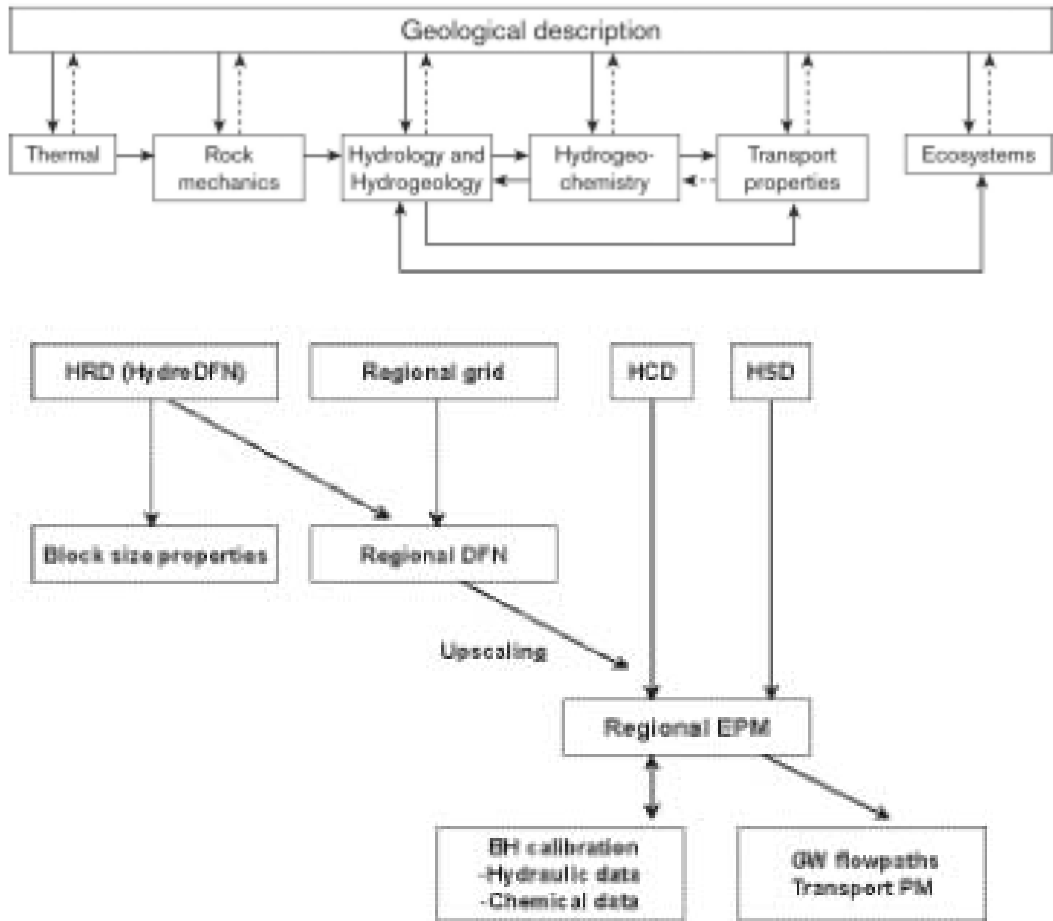 Geological description
Thermal
Rock
mechanics
Hydrology and
Hydrogeology
Hydrogeo-
chemistry
Transport
properties
Ecosystems
HRD (HydroDFN)
Regional grid
HCD
HSD
Block size properties
Regional DFN
Upscaling
Regional EPM
BH calibration
-Hydraulic data
-Chemical data
GW flowpaths
Transport PM